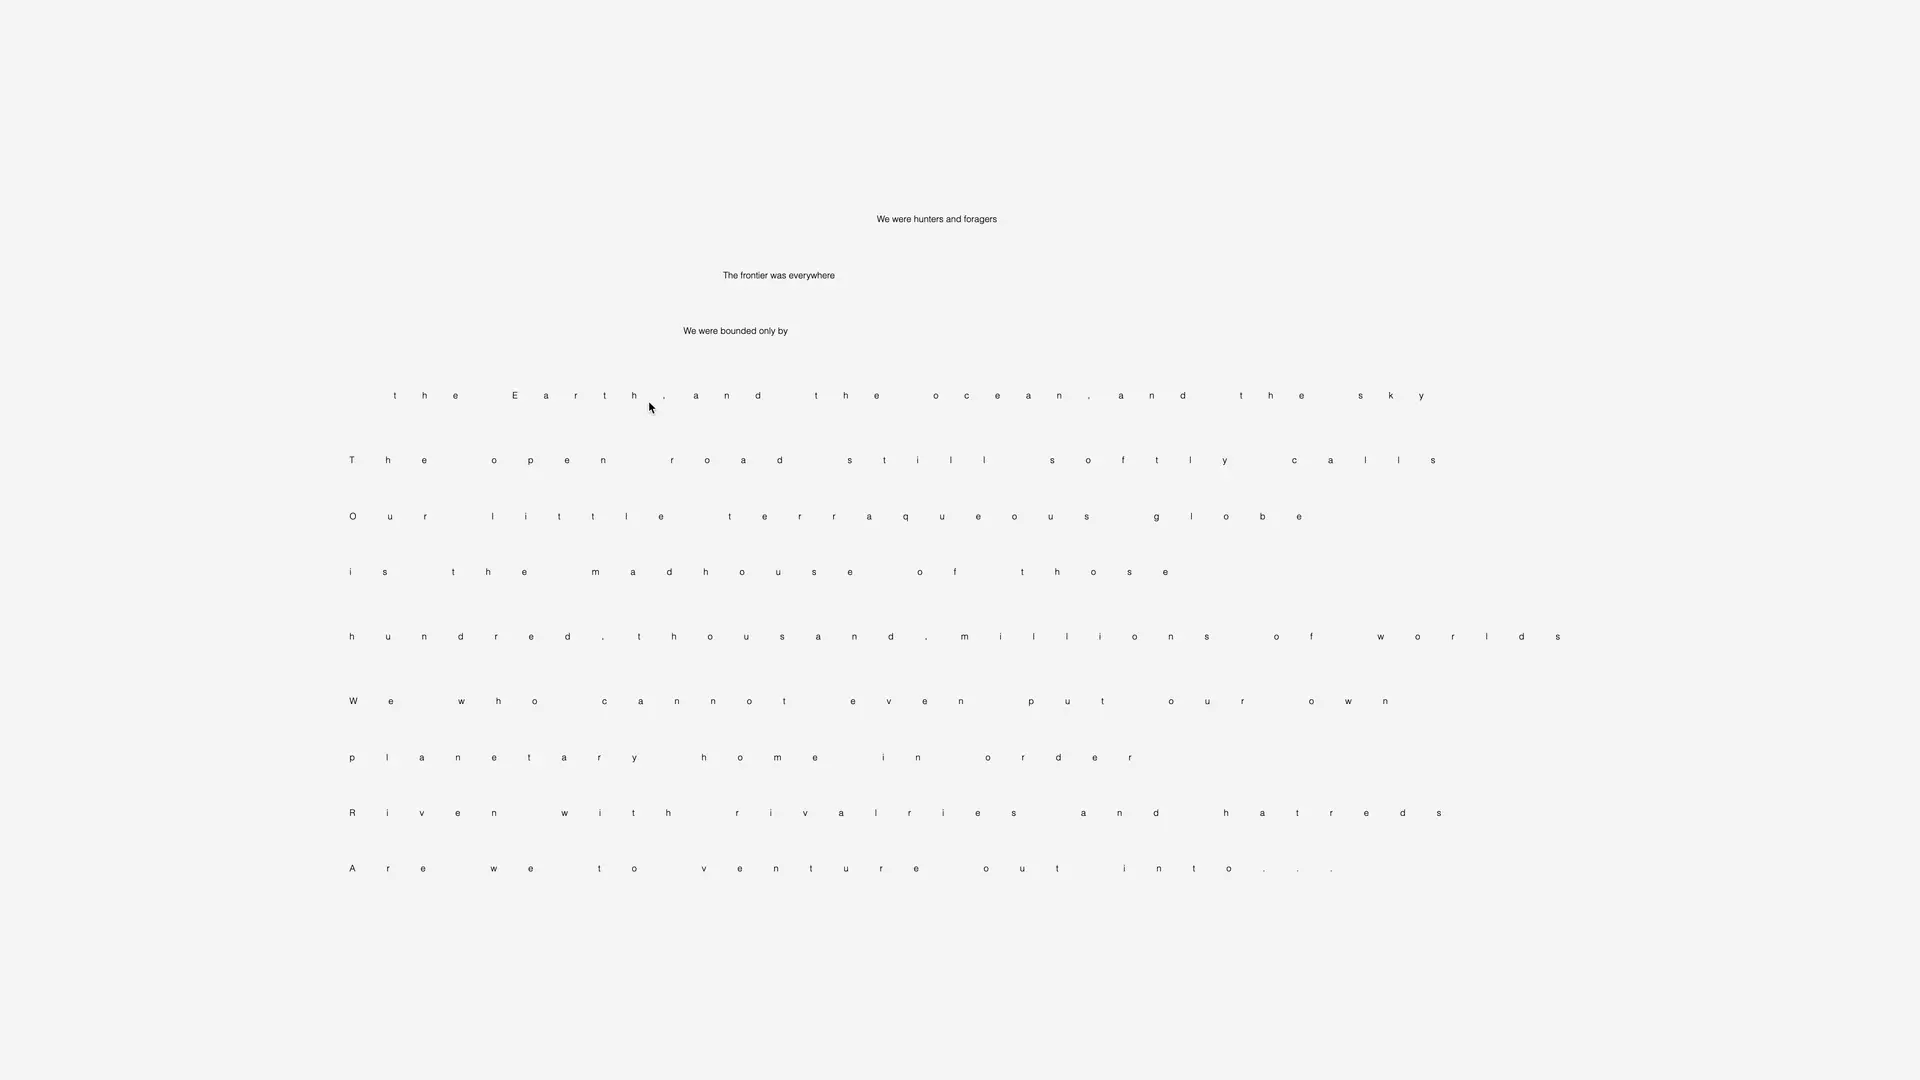 We were hunters and foragers
The frontier was everywhere
We were bounded only by
the Earth,and the ocean,and the sky
The open road still softly calls
Our little terraqueous globe
is the madhouse of those
hundred,thousand,millions of worlds
We who cannot even put our own
planetary home in order
Riven with rivalries and hatreds
Are we to venture out into...